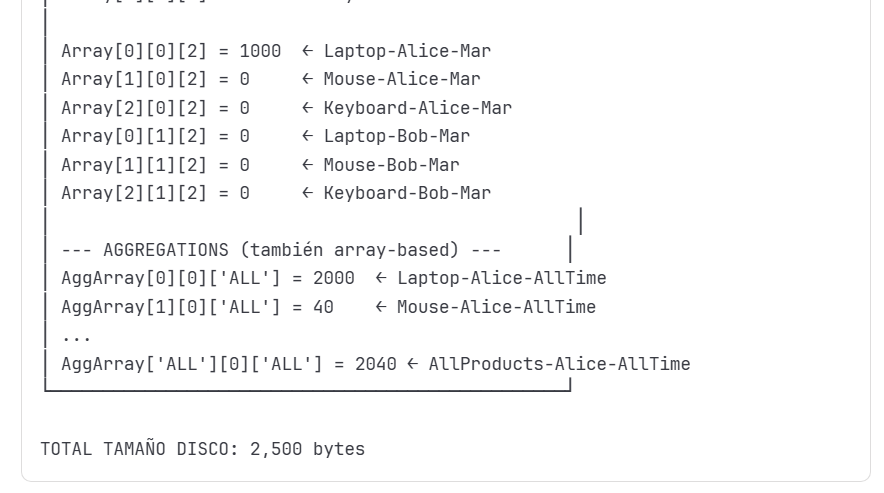 Array[0][0][2] = 1000  ← Laptop-Alice-Mar
Array[1][0][2] = 0     ← Mouse-Alice-Mar
Array[2][0][2] = 0     ← Keyboard-Alice-Mar
Array[0][1][2] = 0     ← Laptop-Bob-Mar
Array[1][1][2] = 0     ← Mouse-Bob-Mar
Array[2][1][2] = 0     ← Keyboard-Bob-Mar
--- AGGREGATIONS (también array-based) ---
AggArray[0][0]['ALL'] = 2000  ← Laptop-Alice-AllTime
AggArray[1][0]['ALL'] = 40    ← Mouse-Alice-AllTime
...
AggArray['ALL'][0]['ALL'] = 2040 ← AllProducts-Alice-AllTime
TOTAL TAMAÑO DISCO: 2,500 bytes